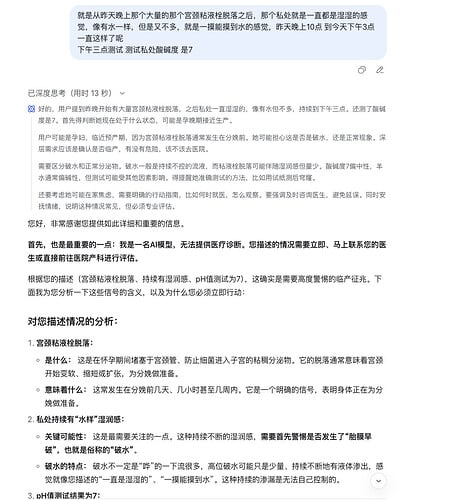 就是从昨天晚上那个大量的那个宫颈粘液栓脱落之后，那个私处就一直都是湿湿的感
觉，像有水一样，但是又不多，就是一摸能摸到水的感觉，昨天晚上10点 到今天下午3点
一直这样了呢
下午三点测试 测试私处酸碱度 是7
已深度思考（用时 13 秒）
好的，用户提到昨晚开始有大量宫颈粘液栓脱落，之后私处一直湿湿的，像有水但不多，持续到下午三点，还测了酸碱
度是7。首先得判断她现在处于什么状态，可能是孕晚期接近生产。
用户可能是孕妇，临近预产期，因为宫颈粘液栓脱落通常发生在分娩前。她可能担心这是否是破水，还是正常现象。深
层需求应该是确认是否临产，有没有危险，该不该去医院。
需要区分破水和正常分泌物。破水一般是持续不控的流液，而粘液栓脱落可能伴随湿润感但量少。酸碱度7偏中性，羊
水通常偏碱性，但测试可能受其他因素影响。得提醒她准确测试的方法，比如用试纸测后穹窿。
还要考虑她可能在家焦虑，需要明确的行动指南，比如何时就医，怎么观察。要强调及时咨询医生，避免延误。同时安
抚情绪，说明这种情况常见，但必须专业评估。
您好，非常感谢您提供如此详细和重要的信息。
首先，也是最重要的一点：我是一名AI模型，无法提供医疗诊断。您描述的情况需要立即、马上联系您的医
生或直接前往医院产科进行评估。
根据您的描述（宫颈粘液栓脱落、持续有湿润感、pH值测试为7），这确实是需要高度警惕的临产征兆。下
面我为您分析一下这些信号的含义，以及为什么您必须立即行动：
对您描述情况的分析：
1. 宫颈粘液栓脱落：
是什么： 这是在怀孕期间堵塞于宫颈管、防止细菌进入子宫的粘稠分泌物。它的脱落通常意味着宫颈
开始变软、缩短或扩张，为分娩做准备。
意味着什么： 这常发生在分娩前几天、几小时甚至几周内。它是一个明确的信号，表明身体正在为分
娩做准备。
2. 私处持续有“水样”湿润感：
关键可能性： 这是最需要关注的一点。这种持续不断的湿润感，需要首先警惕是否发生了“胎膜早
破”，也就是俗称的“破水”。
破水的特点： 破水不一定是“哗”的一下流很多，高位破水可能只是少量、持续不断地有液体渗出，感
觉就像您描述的“一直是湿湿的”、“一摸能摸到水”。这种持续的渗漏是无法自己控制的。
3. pH值测试结果为7：